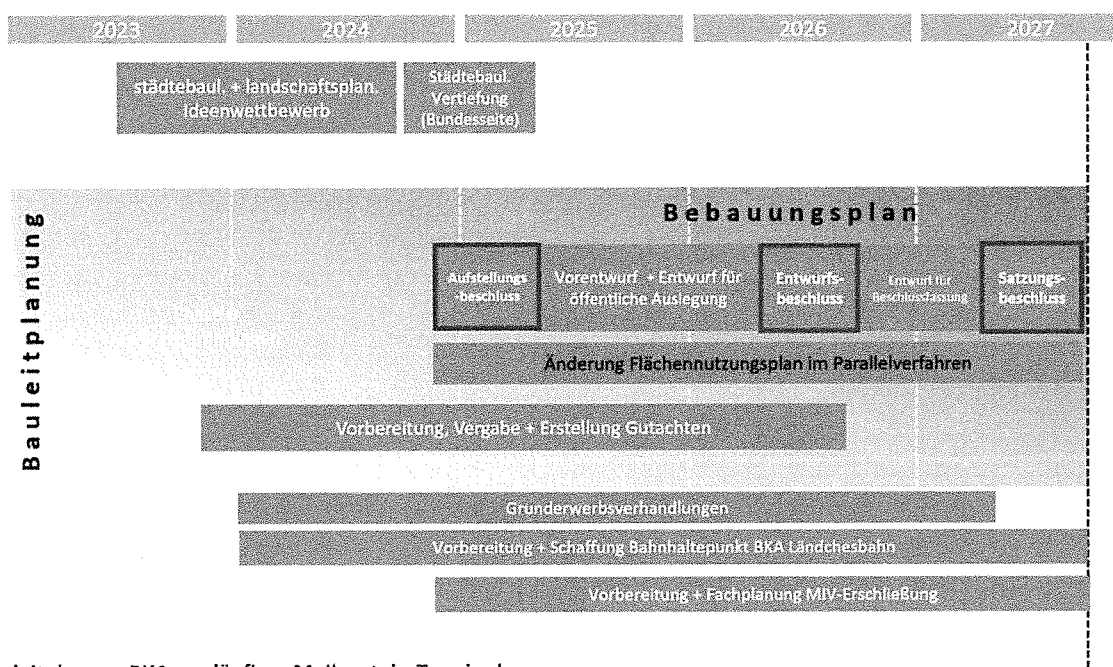 2023 2024 2025 2026 2027
städtebaul. + landschaftsplan.
Ideenwettbewerb
Städtebaul.
Vertiefung
(Bundesseite)
Bauleitplanung
Bebauungsplan
Aufstellungs
-beschluss
Vorentwurf + Entwurf für
öffentliche Auslegung
Entwurfs-
beschluss
Entwurf für
Beschlussfassung
Satzungs-
beschluss
Änderung Flächennutzungsplan im Parallelverfahren
Vorbereitung, Vergabe + Erstellung Gutachten
Grunderwerbsverhandlungen
Vorbereitung + Schaffung Bahnhaltepunkt BKA Ländchesbahn
Vorbereitung + Fachplanung MIV-Erschließung